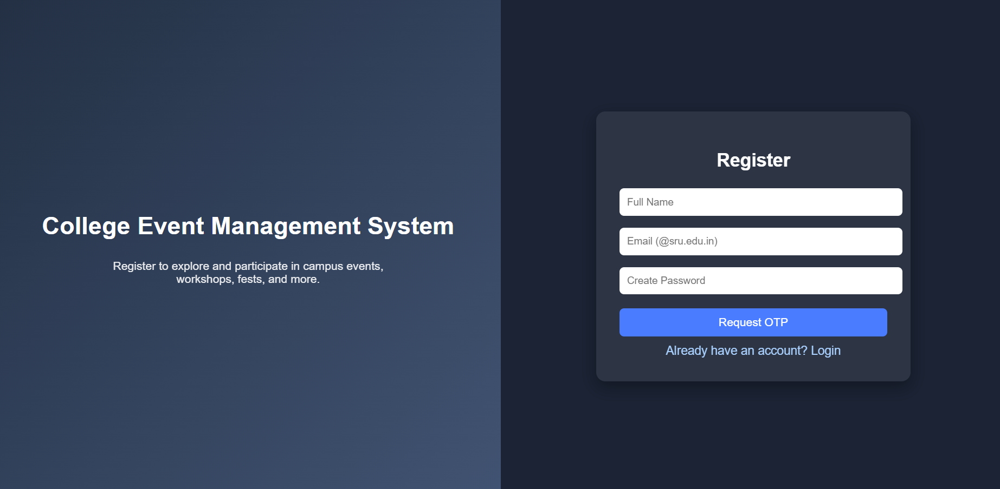 College Event Management System
Register to explore and participate in campus events,
workshops, fests, and more.
Register
Full Name
Email (@sru.edu.in)
Create Password
Request OTP
Already have an account? Login